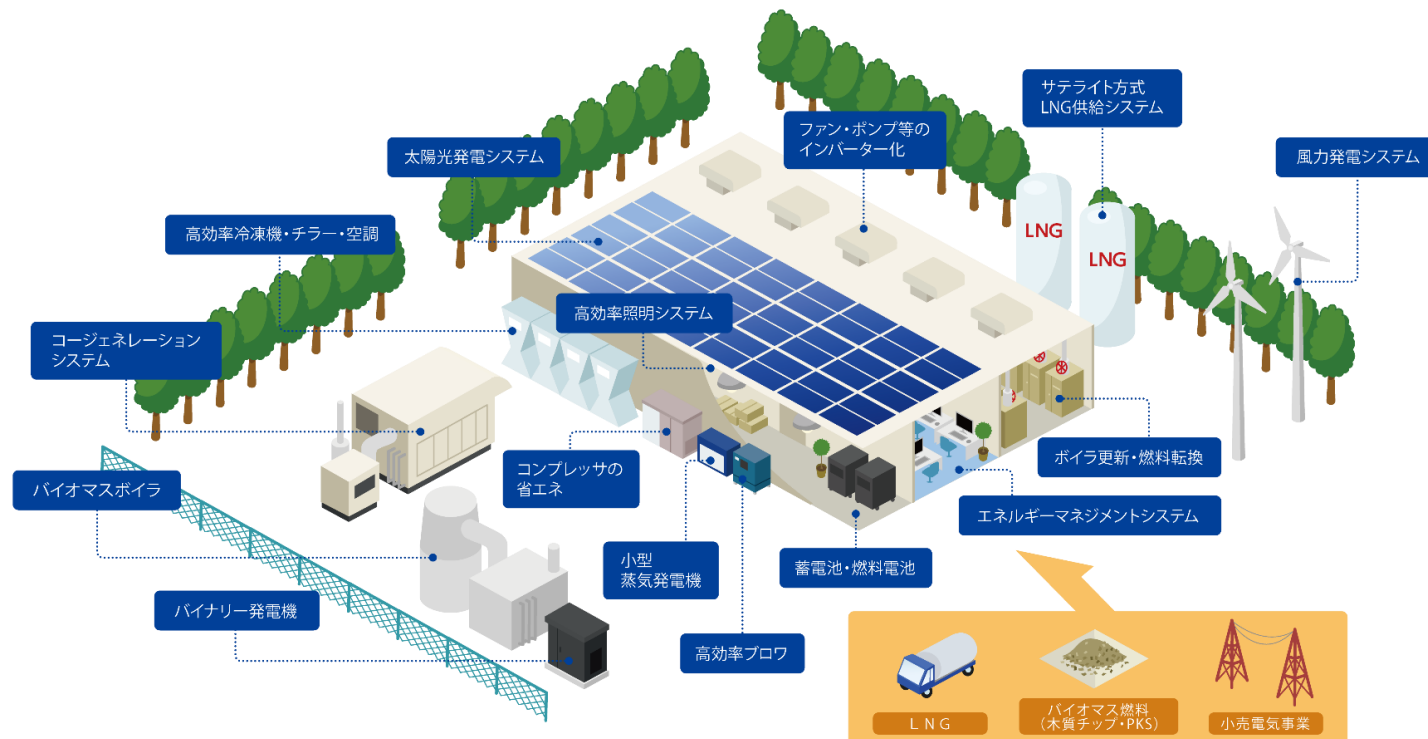 サテライト方式
LNG供給システム
ファン・ポンプ等の
インバーター化
太陽光発電システム
風力発電システム
高効率冷凍機・チラー・空調
LNG
LNG
高効率照明システム
コージェネレーション
システム
ボイラ更新・燃料転換
コンプレッサの
省エネ
バイオマスボイラ
エネルギーマネジメントシステム
小型
蒸気発電機
蓄電池・燃料電池
バイナリー発電機
高効率ブロワ
LNG
バイオマス燃料
(木質チップ・PKS)
小売電気事業